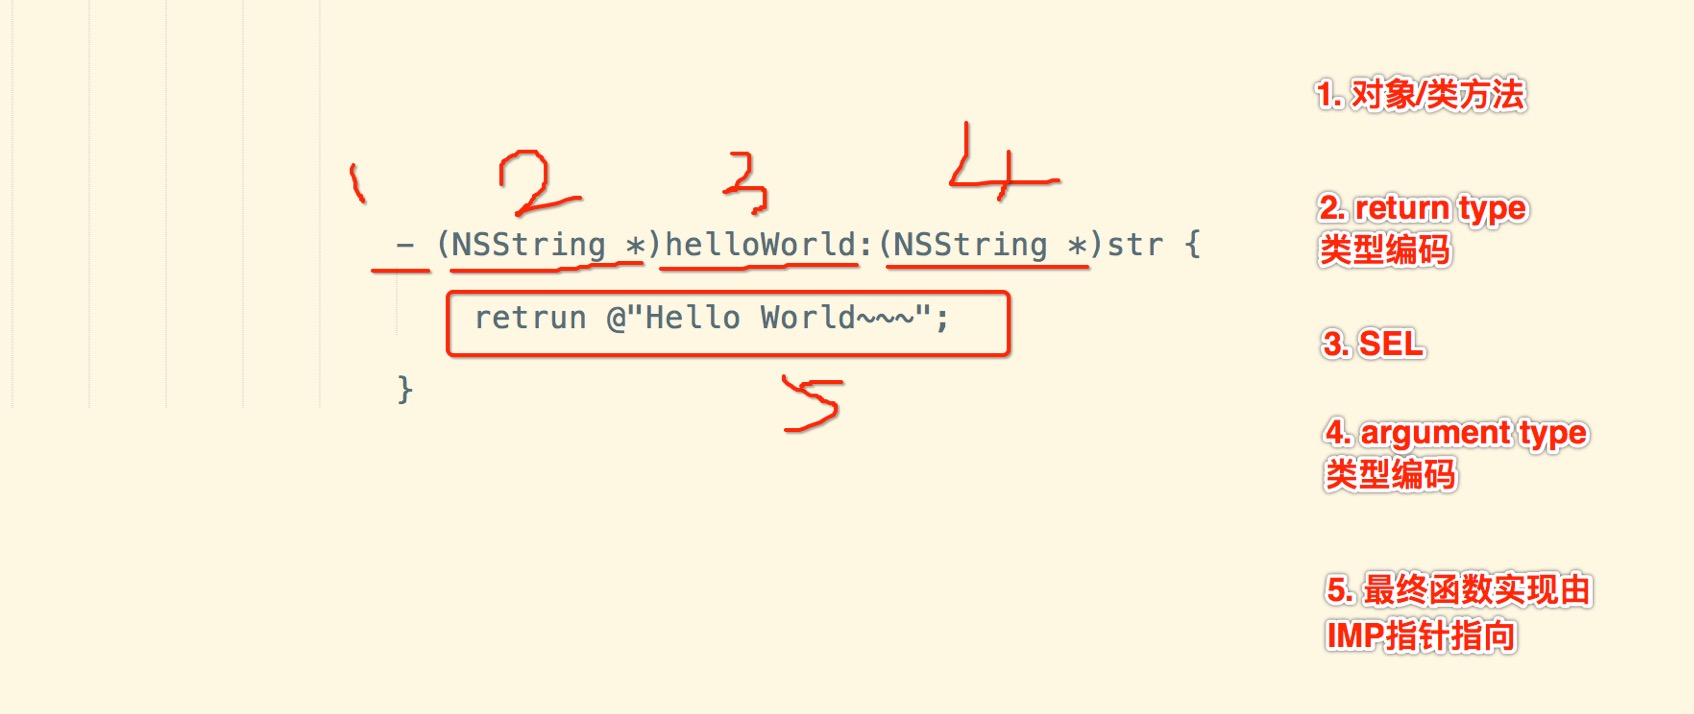 1 2 3 4
- (NSString *)helloWorld:(NSString *)str {
retrun @"Hello World~~~";
}
5
1. 对象/类方法
2. return type
类型编码
3. SEL
4. argument type
类型编码
5. 最终函数实现由
IMP指针指向